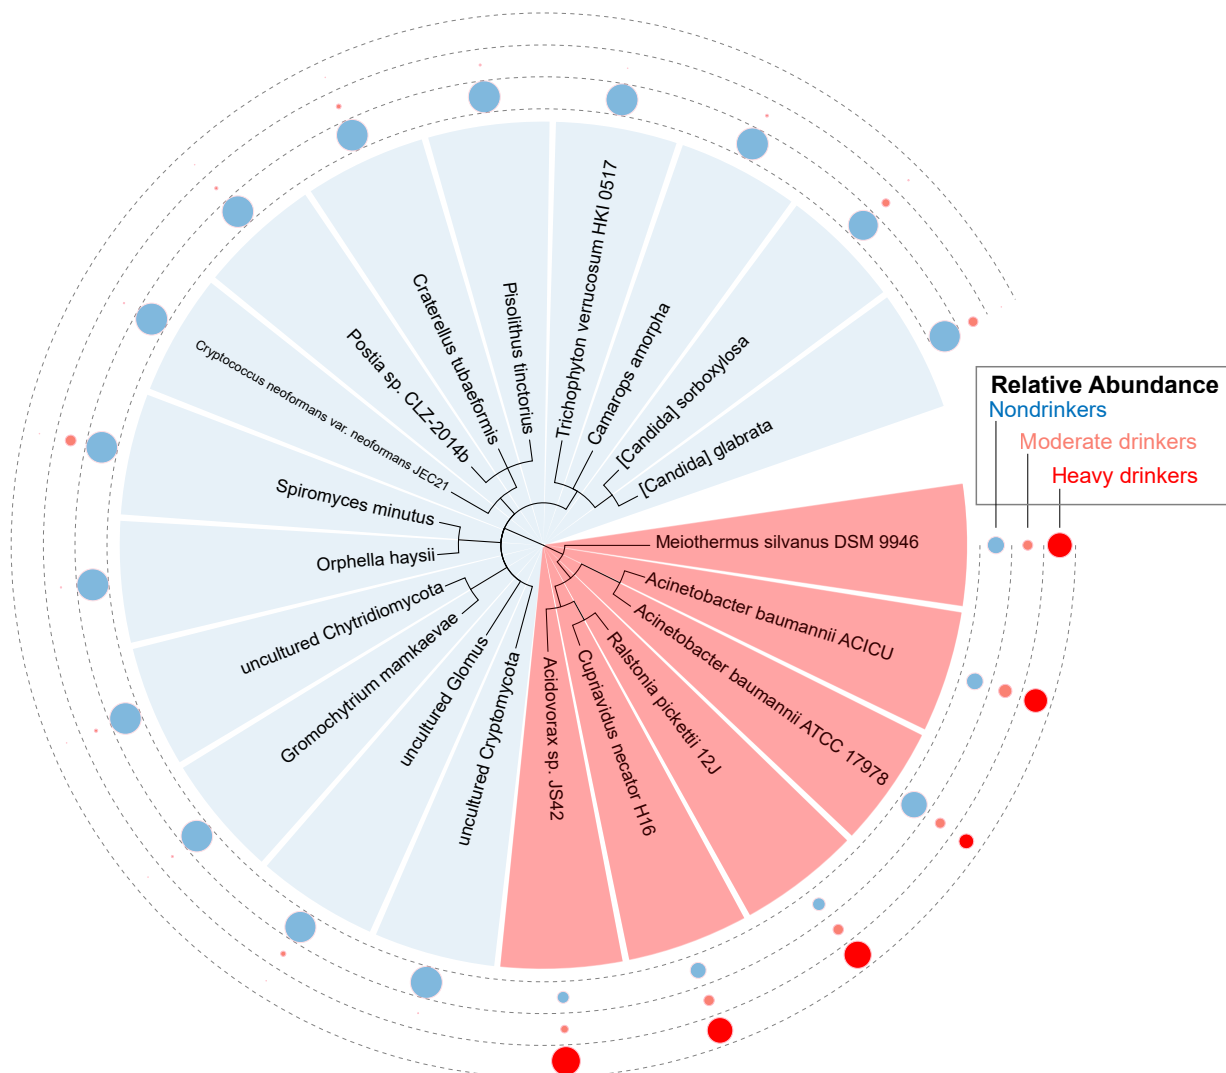 Relative Abundance
Nondrinkers
Moderate drinkers
Heavy drinkers
Trichophyton verrucosum HKI 0517
Camarops amorpha
[Candida] sorboxylosa
[Candida] glabrata
Meiothermus silvanus DSM 9946
Acinetobacter baumannii ACICU
Acinetobacter baumannii ATCC 17978
Ralstonia pickettii 12J
Cupriavidus necator H16
Acidovorax sp. JS42
uncultured Cryptomycota
uncultured Glomus
Gromochytrium mamkaevae
uncultured Chytridiomycota
Orphella haysii
Spiromyces minutus
Cryptococcus neoformans var. neoformans JEC21
Postia sp. CLZ-2014b
Craterellus tubaeformis
Pisolithus tinctorius